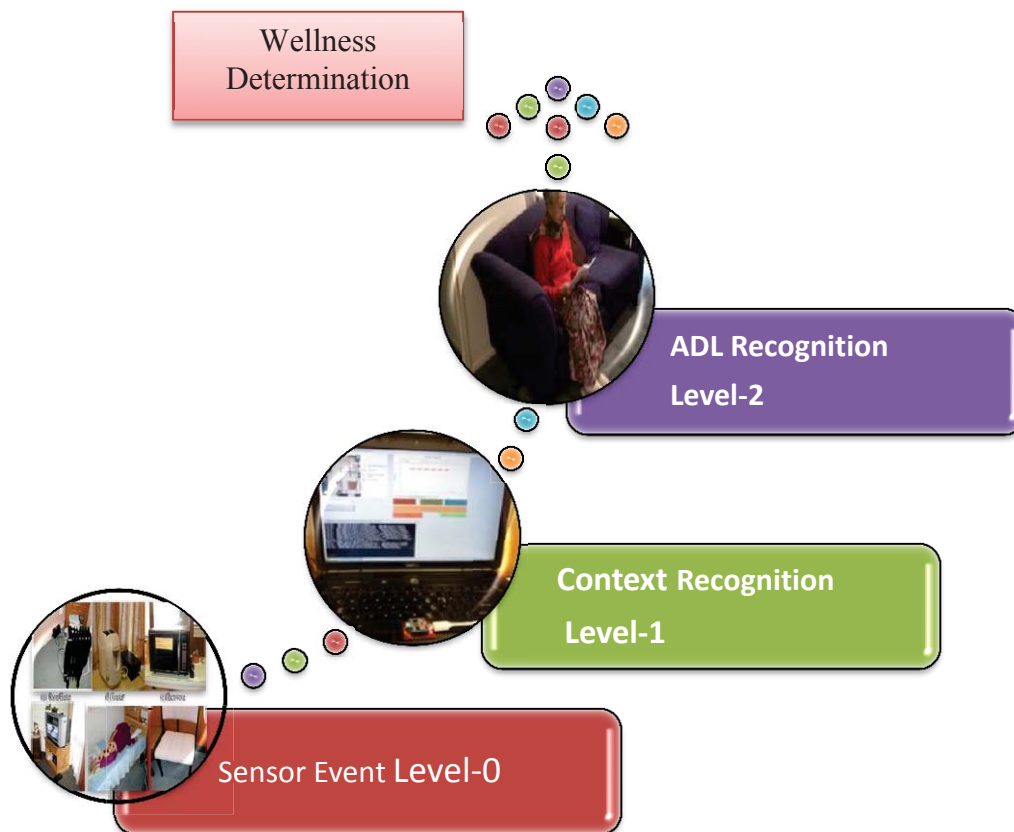 Wellness
Determination
ADL Recognition
Level-2
Context Recognition
Level-1
Sensor Event Level-0